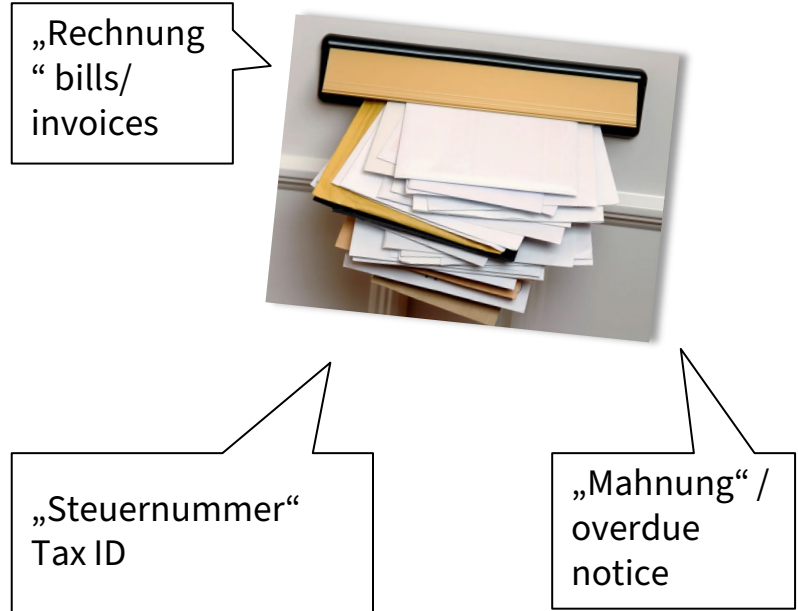 „Rechnung
“ bills/
invoices
„Steuernummer“
Tax ID
„Mahnung“ /
overdue
notice